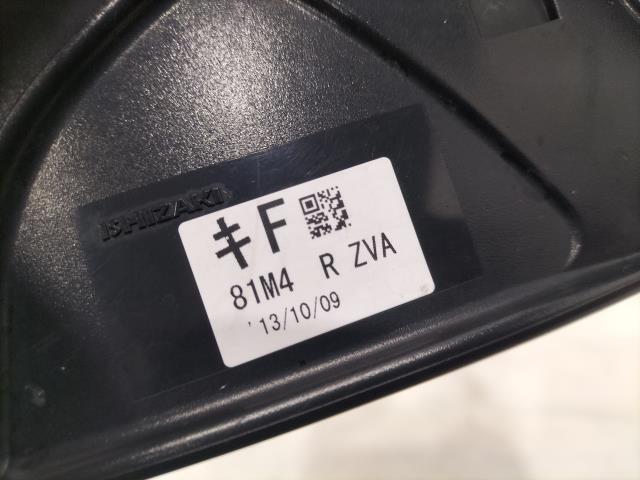 ISHIZAKI
キF
81M4 R ZVA
'13/10/09